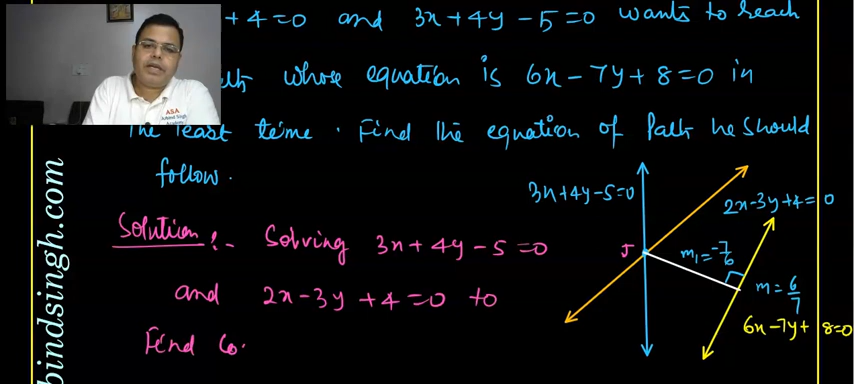 +4=0 and 3x+4y-5=0 wants to reach
whose equation is 6x-7y+8=0 in
The least time. Find the equation of Path he should
follow.
Solution:- Solving 3x+4y-5=0
and 2x-3y+4=0 to
Find Co.
3x+4y-5=0
2x-3y+4=0
J
m₁=-7/6
m=6/7
6x-7y+8=0
ASA
Arvind Singh
Academy
bindsingh.com